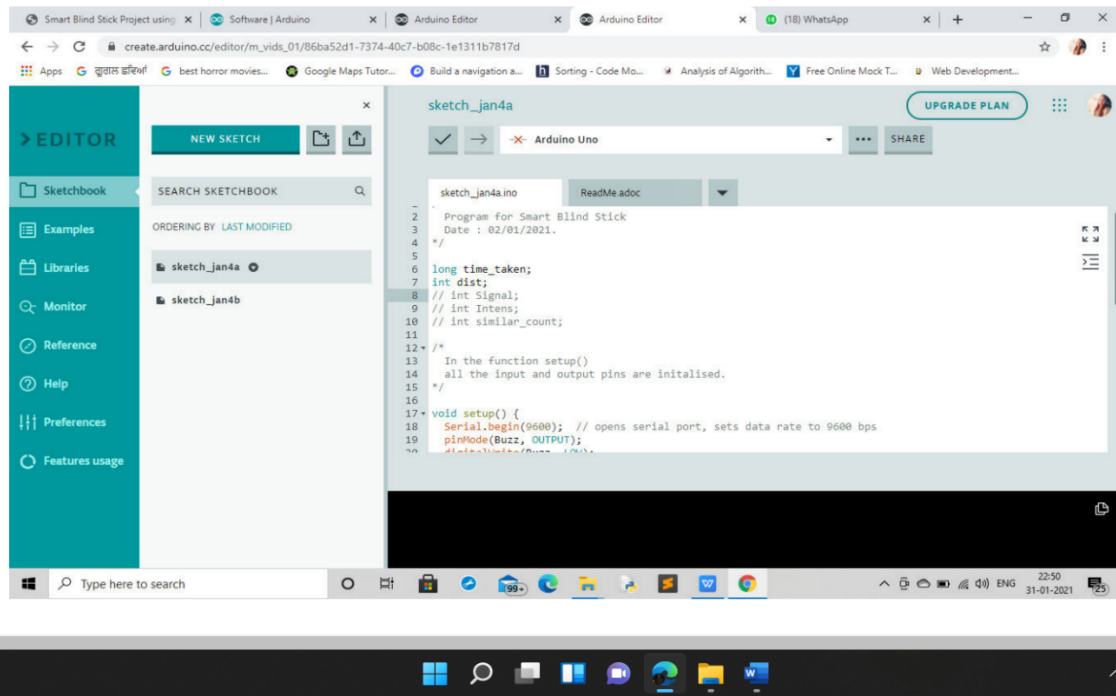 Smart Blind Stick Project using
Software | Arduino
Arduino Editor
Arduino Editor
(18) WhatsApp
create.arduino.cc/editor/m_vids_01/86ba52d1-7374-40c7-b08c-1e1311b7817d
Apps
ਗੂਗਲ ਡਰਿਵਾਂ
best horror movies...
Google Maps Tutor...
Build a navigation a...
Sorting - Code Mo...
Analysis of Algorith...
Free Online Mock T...
Web Development...
sketch_jan4a
UPGRADE PLAN
>EDITOR
NEW SKETCH
Arduino Uno
SHARE
Sketchbook
SEARCH SKETCHBOOK
sketch_jan4a.ino
ReadMe.adoc
Examples
ORDERING BY LAST MODIFIED
Libraries
sketch_jan4a
Monitor
sketch_jan4b
Reference
Help
Preferences
Features usage
2 Program for Smart Blind Stick
3 Date : 02/01/2021.
4 */
5
6 long time_taken;
7 int dist;
8 // int Signal;
9 // int Intens;
10 // int similar_count;
11
12 /*
13 In the function setup()
14 all the input and output pins are initalised.
15 */
16
17 void setup() {
18 Serial.begin(9600); // opens serial port, sets data rate to 9600 bps
19 pinMode(Buzz, OUTPUT);
20 digitalWrite(Buzz, LOW);
Type here to search
99+
ENG
22:50
31-01-2021
25